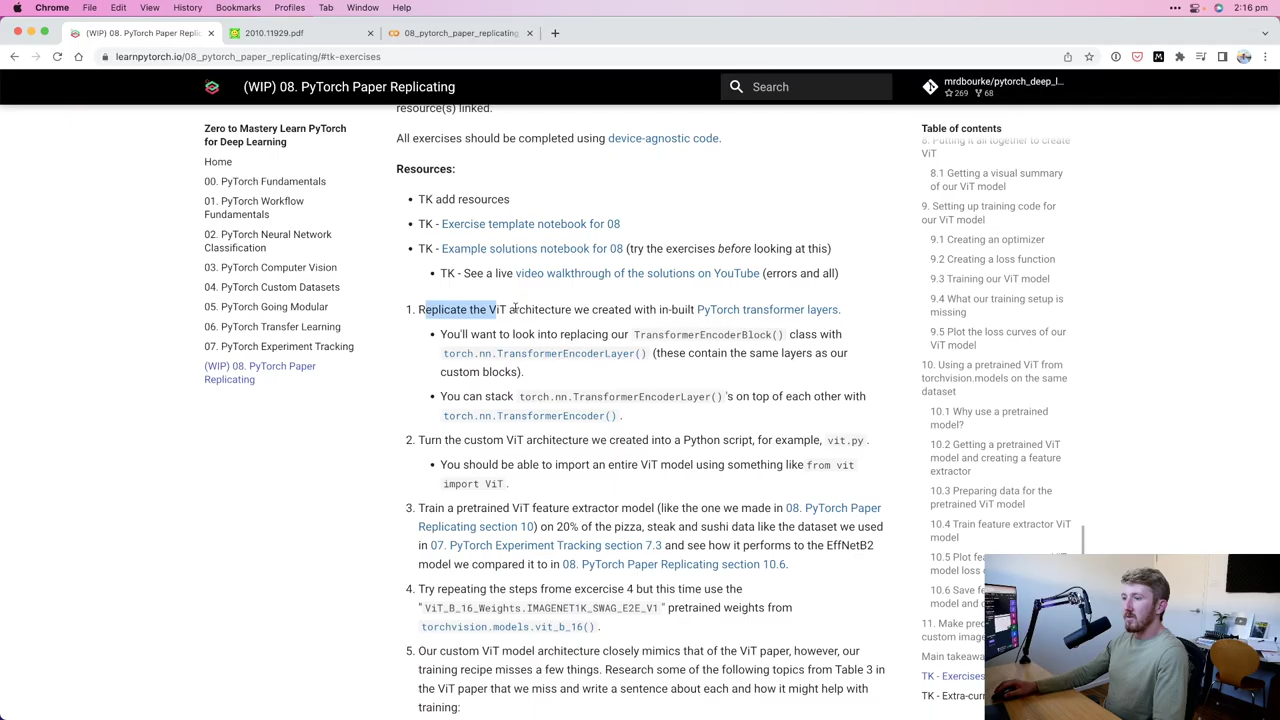 Chrome File Edit View History Bookmarks Profiles Tab Window Help 2:16 pm
(WIP) 08. PyTorch Paper Replic 2010.11929.pdf 08_pytorch_paper_replicating.
learnpytorch.io/08_pytorch_paper_replicating/#tk-exercises
(WIP) 08. PyTorch Paper Replicating
Search
mrdbourke/pytorch_deep_l...
269 68
Zero to Mastery Learn PyTorch
for Deep Learning
Home
00. PyTorch Fundamentals
01. PyTorch Workflow
Fundamentals
02. PyTorch Neural Network
Classification
03. PyTorch Computer Vision
04. PyTorch Custom Datasets
05. PyTorch Going Modular
06. PyTorch Transfer Learning
07. PyTorch Experiment Tracking
(WIP) 08. PyTorch Paper
Replicating
resource(s) linked.
All exercises should be completed using device-agnostic code.
Resources:
• TK add resources
• TK - Exercise template notebook for 08
• TK - Example solutions notebook for 08 (try the exercises before looking at this)
• TK - See a live video walkthrough of the solutions on YouTube (errors and all)
1. Replicate the ViT architecture we created with in-built PyTorch transformer layers.
• You'll want to look into replacing our TransformerEncoderBlock() class with
torch.nn.TransformerEncoderLayer() (these contain the same layers as our
custom blocks).
• You can stack torch.nn.TransformerEncoderLayer()'s on top of each other with
torch.nn.TransformerEncoder().
2. Turn the custom ViT architecture we created into a Python script, for example, vit.py.
• You should be able to import an entire ViT model using something like from vit
import ViT.
3. Train a pretrained ViT feature extractor model (like the one we made in 08. PyTorch Paper
Replicating section 10) on 20% of the pizza, steak and sushi data like the dataset we used
in 07. PyTorch Experiment Tracking section 7.3 and see how it performs to the EffNetB2
model we compared it to in 08. PyTorch Paper Replicating section 10.6.
4. Try repeating the steps frome excercise 4 but this time use the
"ViT_B_16_Weights.IMAGENET1K_SWAG_E2E_V1" pretrained weights from
torchvision.models.vit_b_16().
5. Our custom ViT model architecture closely mimics that of the ViT paper, however, our
training recipe misses a few things. Research some of the following topics from Table 3 in
the ViT paper that we miss and write a sentence about each and how it might help with
training:
Table of contents
8. Putting it all together to create
ViT
8.1 Getting a visual summary
of our ViT model
9. Setting up training code for
our ViT model
9.1 Creating an optimizer
9.2 Creating a loss function
9.3 Training our ViT model
9.4 What our training setup is
missing
9.5 Plot the loss curves of our
ViT model
10. Using a pretrained ViT from
torchvision.models on the same
dataset
10.1 Why use a pretrained
model?
10.2 Getting a pretrained ViT
model and creating a feature
extractor
10.3 Preparing data for the
pretrained ViT model
10.4 Train feature extractor ViT
model
10.5 Plot fea
model loss
10.6 Save f
model and
11. Make pre
custom imag
Main takeawa
TK - Exercises
TK - Extra-cur